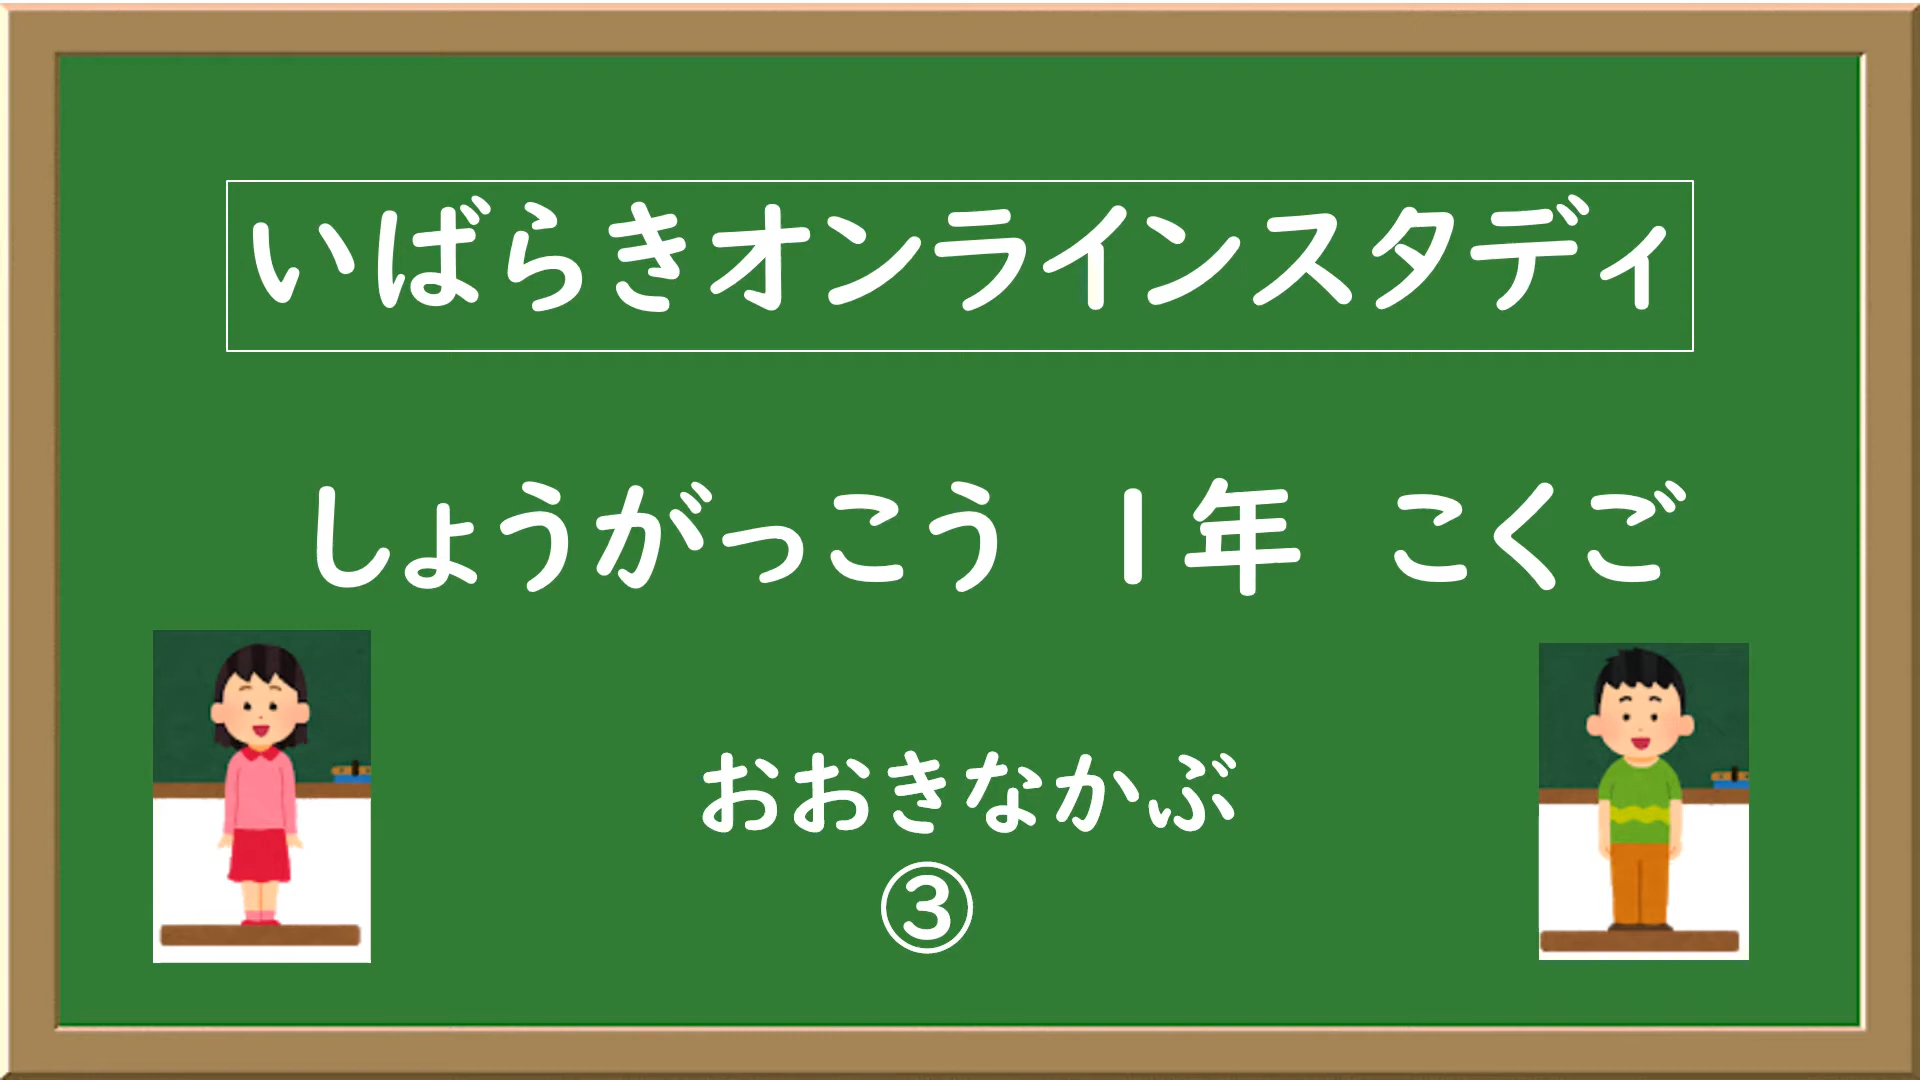 いばらきオンラインスタディ
しょうがっこう　1年　こくご
おおきなかぶ
③